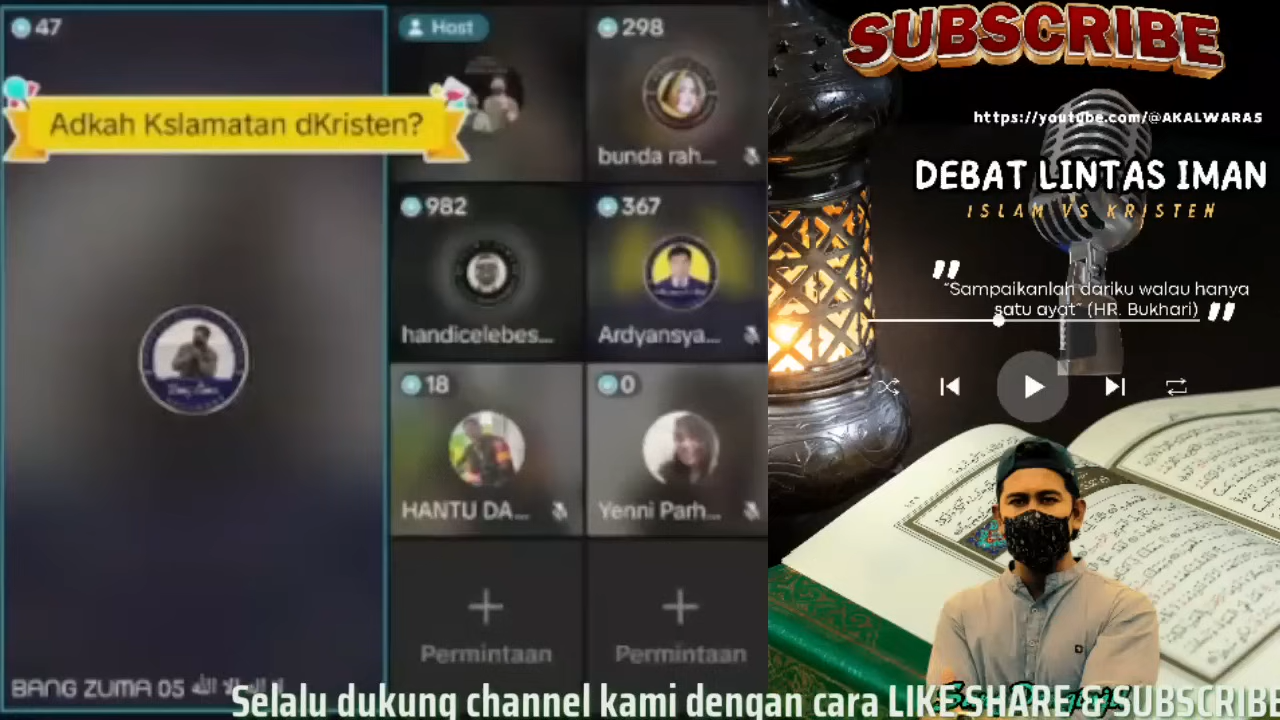 47
Adkah Kslamatan dKristen?
BANG ZUMA 05
Host
298
bunda rah...
982
handicelebes...
367
Ardyansya...
18
HANTU DA...
0
Yenni Parh...
Permintaan
Permintaan
SUBSCRIBE
https://youtube.com/@AKALWARAS
DEBAT LINTAS IMAN
ISLAM VS KRISTEN
"Sampaikanlah dariku walau hanya
satu ayat" (HR. Bukhari)
Selalu dukung channel kami dengan cara LIKE SHARE & SUBSCRIBE